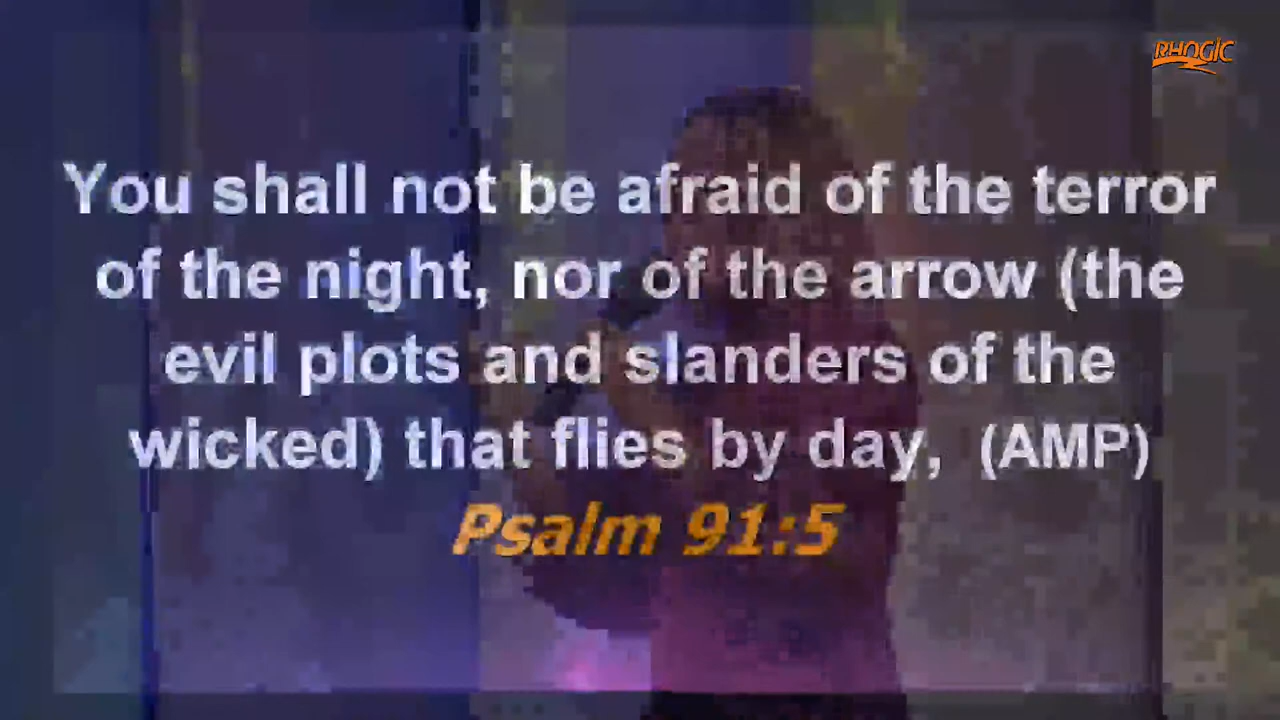 RHOGIC
You shall not be afraid of the terror
of the night, nor of the arrow (the
evil plots and slanders of the
wicked) that flies by day, (AMP)
Psalm 91:5